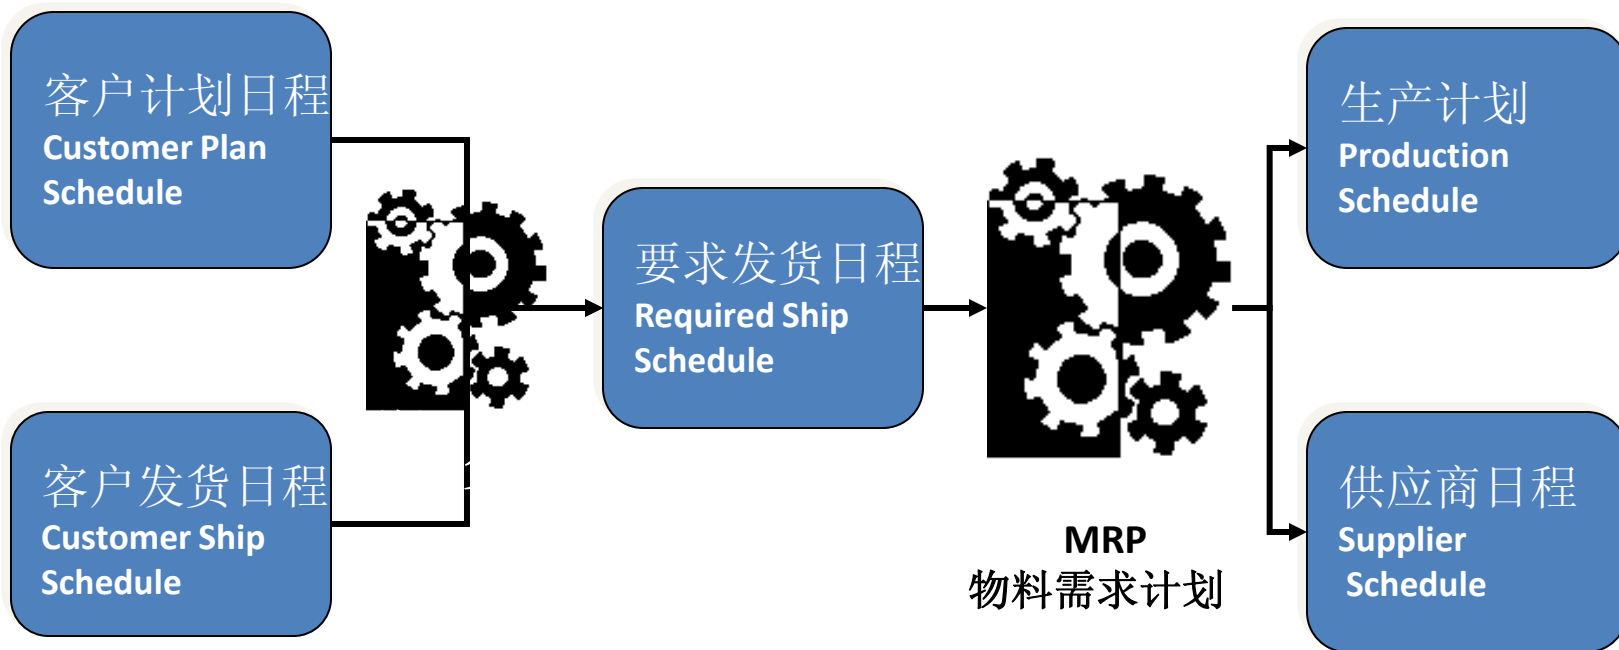 客户计划日程
Customer Plan
Schedule
客户发货日程
Customer Ship
Schedule
要求发货日程
Required Ship
Schedule
MRP
物料需求计划
生产计划
Production
Schedule
供应商日程
Supplier
Schedule